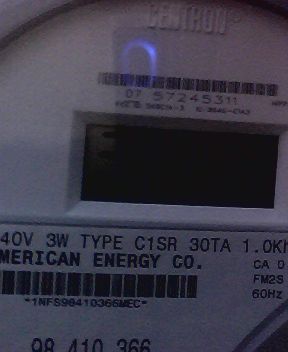 CENTRON®
07 57245311
40V 3W TYPE C1SR 30TA 1.0Kh
MERICAN ENERGY CO.
CA 0
FM2S
60Hz
*1NFS98410366MEC*
98 410 366